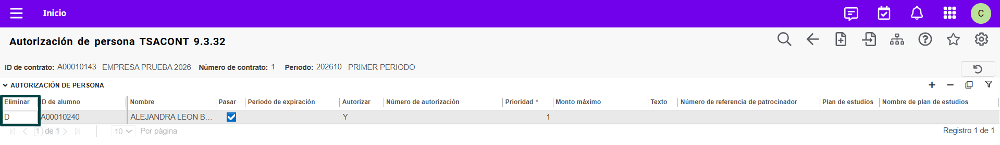 Inicio
C
Autorización de persona TSACONT 9.3.32
ID de contrato: A00010143 EMPRESA PRUEBA 2026 Número de contrato: 1 Periodo: 202610 PRIMER PERIODO
AUTORIZACIÓN DE PERSONA
Eliminar ID de alumno Nombre Pasar Periodo de expiración Autorizar Número de autorización Prioridad * Monto máximo Texto Número de referencia de patrocinador Plan de estudios Nombre de plan de estudios
D A00010240 ALEJANDRA LEON B... Y 1
1 de 1 10 Por página Registro 1 de 1